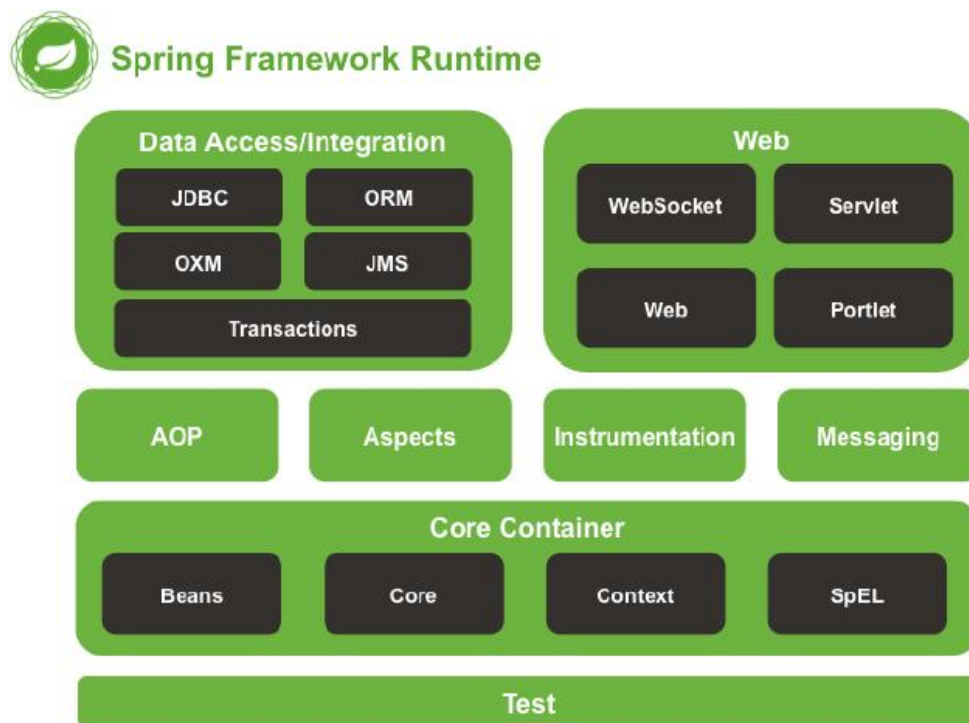 Spring Framework Runtime
Data Access/Integration
JDBC ORM
OXM JMS
Transactions
Web
WebSocket Servlet
Web Portlet
AOP Aspects Instrumentation Messaging
Core Container
Beans Core Context SpEL
Test